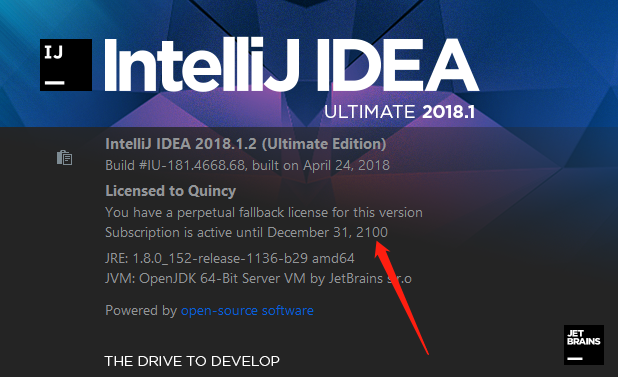 IJ
IntelliJ IDEA
ULTIMATE 2018.1
IntelliJ IDEA 2018.1.2 (Ultimate Edition)
Build #IU-181.4668.68, built on April 24, 2018
Licensed to Quincy
You have a perpetual fallback license for this version
Subscription is active until December 31, 2100
JRE: 1.8.0_152-release-1136-b29 amd64
JVM: OpenJDK 64-Bit Server VM by JetBrains s.r.o
Powered by open-source software
JET
BRAINS
THE DRIVE TO DEVELOP